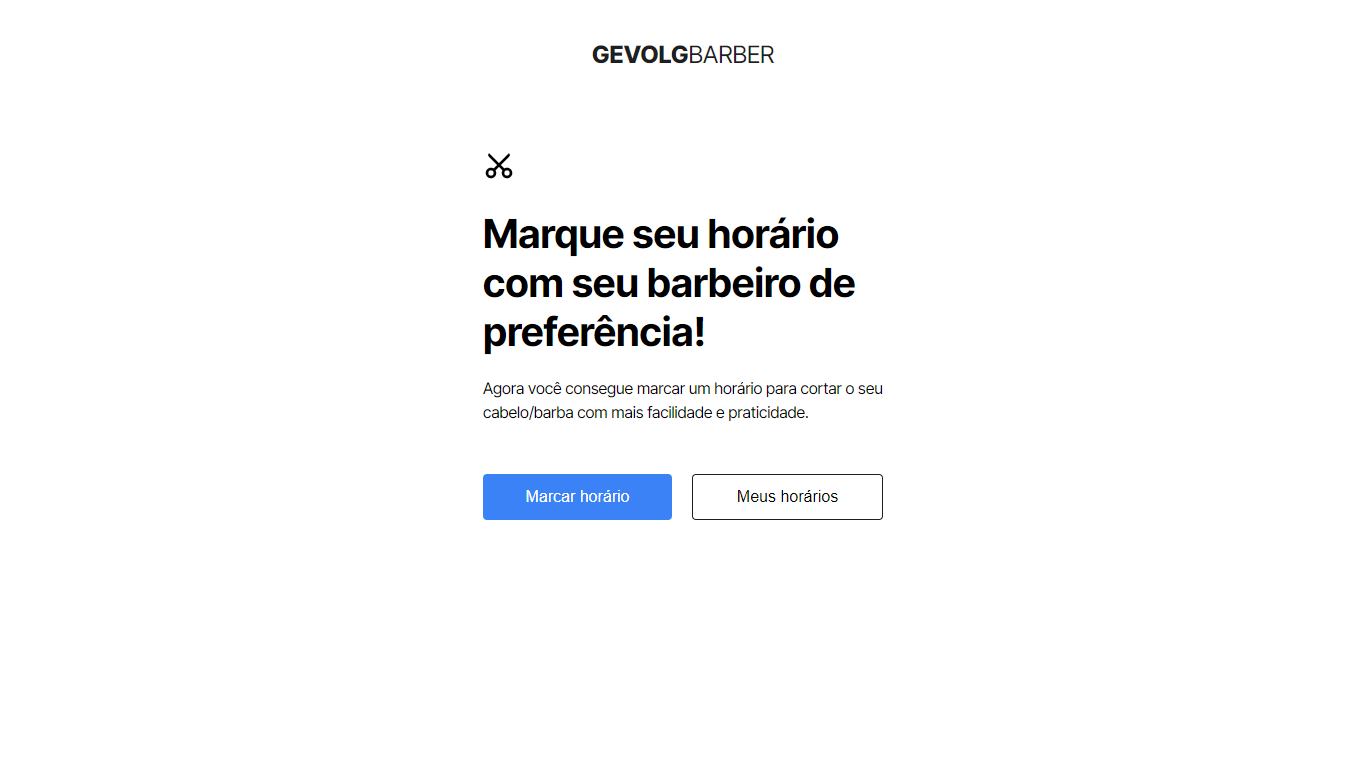 GEVOLGBARBER
Marque seu horário
com seu barbeiro de
preferência!
Agora você consegue marcar um horário para cortar o seu
cabelo/barba com mais facilidade e praticidade.
Marcar horário
Meus horários